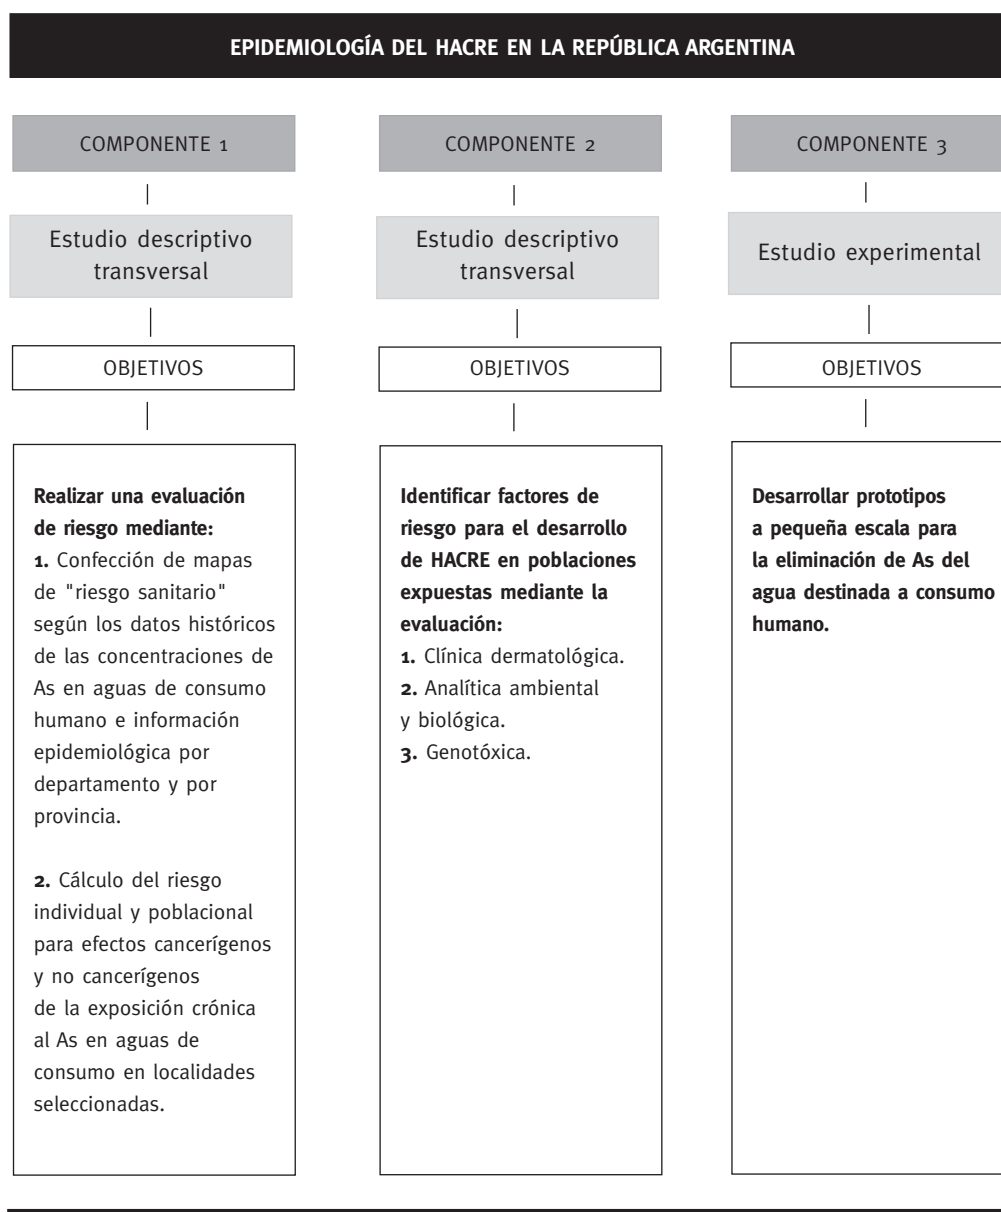 EPIDEMIOLOGÍA DEL HACRE EN LA REPÚBLICA ARGENTINA
COMPONENTE 1
Estudio descriptivo
transversal
OBJETIVOS
Realizar una evaluación
de riesgo mediante:
1. Confección de mapas
de "riesgo sanitario"
según los datos históricos
de las concentraciones de
As en aguas de consumo
humano e información
epidemiológica por
departamento y por
provincia.
2. Cálculo del riesgo
individual y poblacional
para efectos cancerígenos
y no cancerígenos
de la exposición crónica
al As en aguas de
consumo en localidades
seleccionadas.
COMPONENTE 2
Estudio descriptivo
transversal
OBJETIVOS
Identificar factores de
riesgo para el desarrollo
de HACRE en poblaciones
expuestas mediante la
evaluación:
1. Clínica dermatológica.
2. Analítica ambiental
y biológica.
3. Genotóxica.
COMPONENTE 3
Estudio experimental
OBJETIVOS
Desarrollar prototipos
a pequeña escala para
la eliminación de As del
agua destinada a consumo
humano.